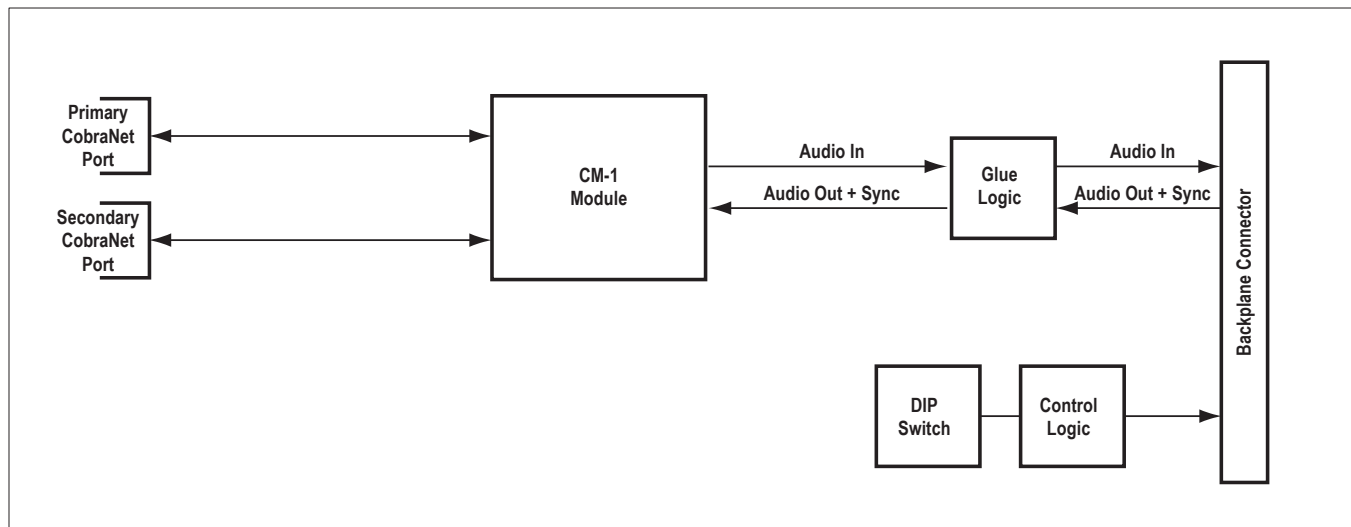 Primary
CobraNet
Port
Secondary
CobraNet
Port
CM-1
Module
Audio In
Audio Out + Sync
Glue
Logic
Audio In
Audio Out + Sync
Backplane Connector
DIP
Switch
Control
Logic